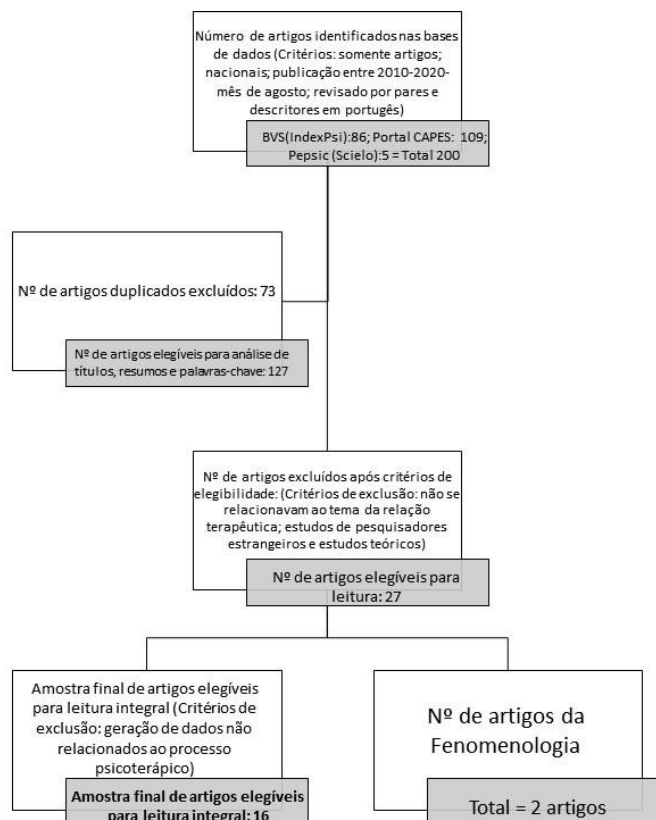 Número de artigos identificados nas bases
de dados (Critérios: somente artigos;
nacionais; publicação entre 2010-2020-
mês de agosto; revisado por pares e
descritores em portugês)
BVS(IndexPsi):86; Portal CAPES: 109;
Pepsic (Scielo):5 = Total 200
Nº de artigos duplicados excluídos: 73
Nº de artigos elegíveis para análise de
títulos, resumos e palavras-chave: 127
Nº de artigos excluídos após critérios de
elegibilidade: (Critérios de exclusão: não se
relacionavam ao tema da relação
terapêutica; estudos de pesquisadores
estrangeiros e estudos teóricos)
Nº de artigos elegíveis para
leitura: 27
Amostra final de artigos elegíveis
para leitura integral (Critérios de
exclusão: geração de dados não
relacionados ao processo
psicoterápico)
Amostra final de artigos elegíveis
para leitura integral: 16
Nº de artigos da
Fenomenologia
Total = 2 artigos